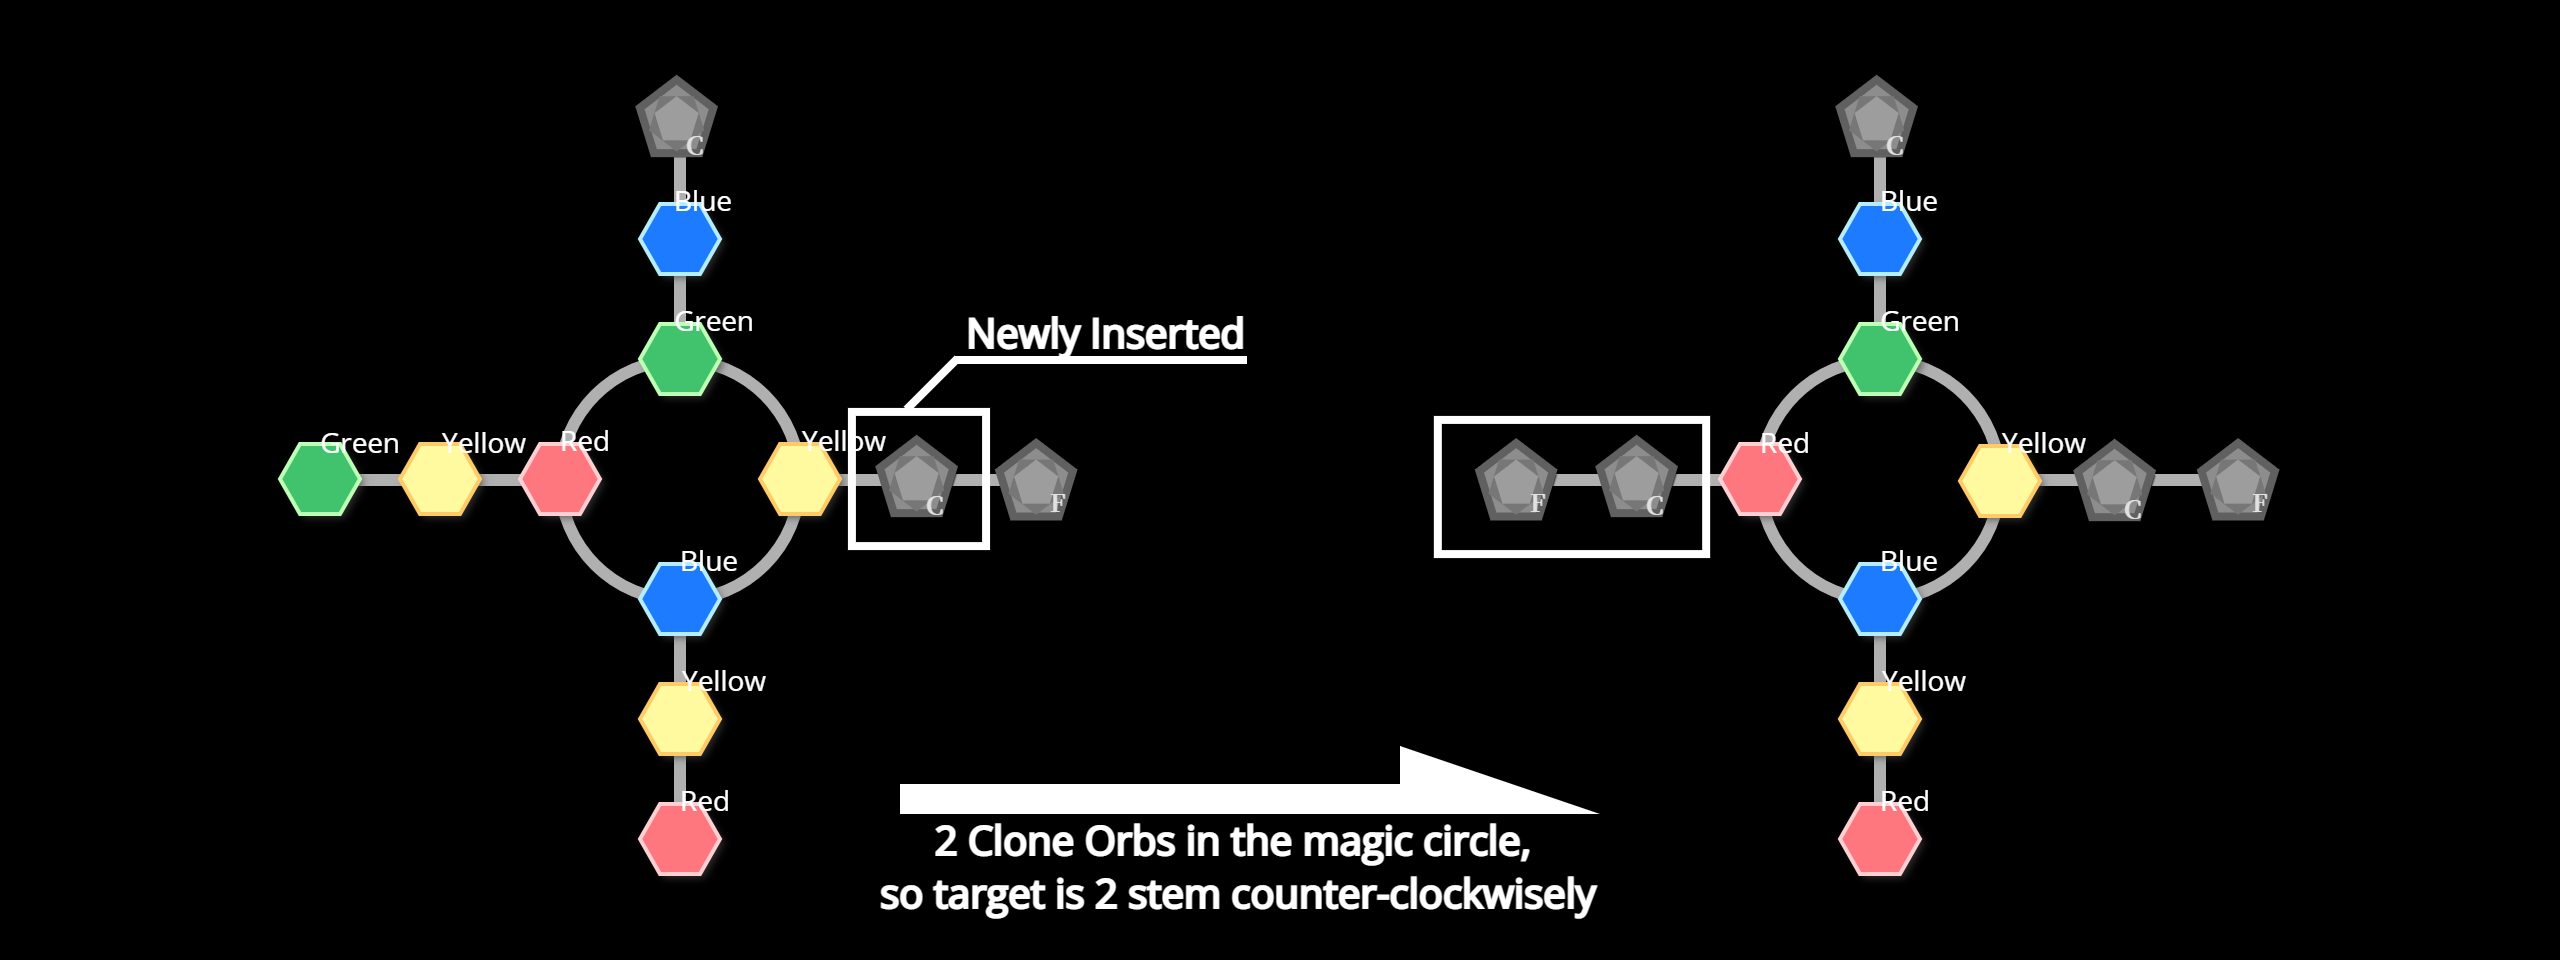 C
Blue
Green
Newly Inserted
Green
Yellow
Red
Yellow
C
F
Blue
Yellow
Red
2 Clone Orbs in the magic circle,
so target is 2 stem counter-clockwisely
C
Blue
Green
F
C
Red
Yellow
C
F
Blue
Yellow
Red